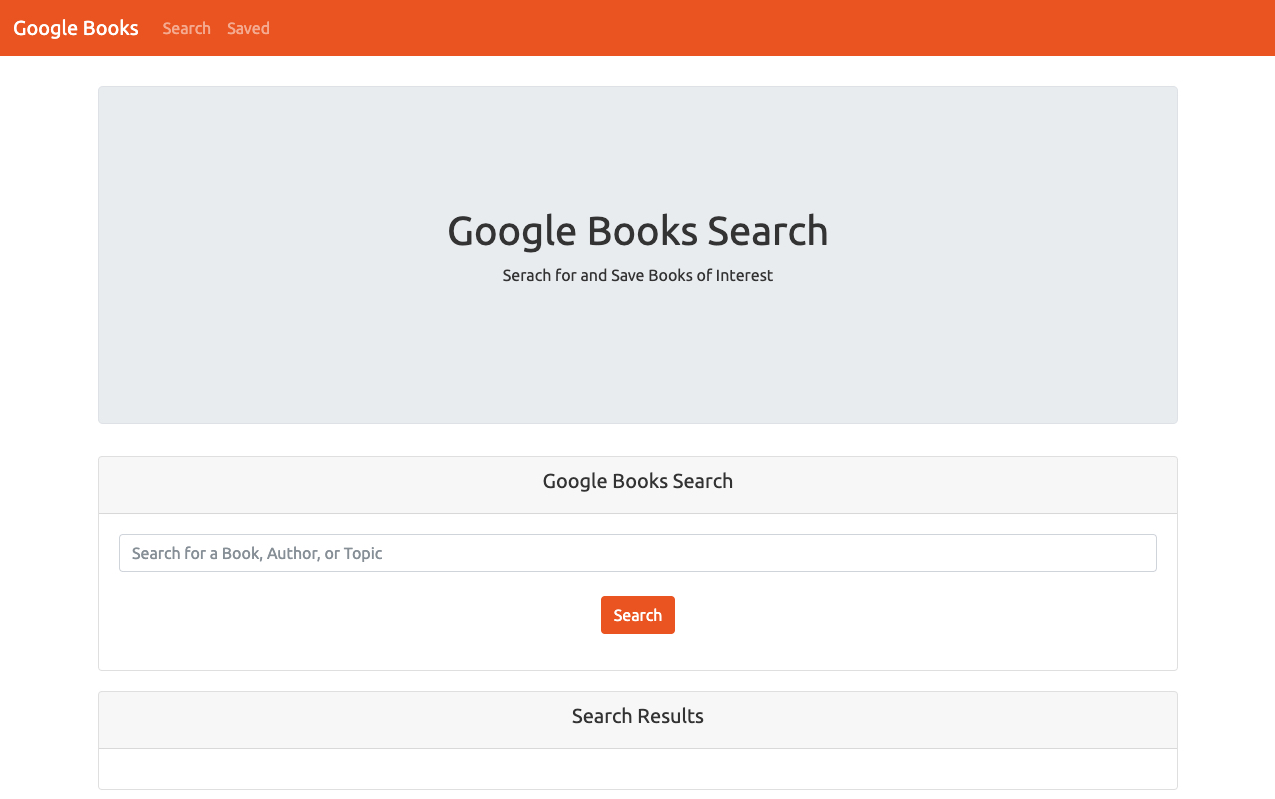 Google Books Search Saved
Google Books Search
Serach for and Save Books of Interest
Google Books Search
Search for a Book, Author, or Topic
Search
Search Results